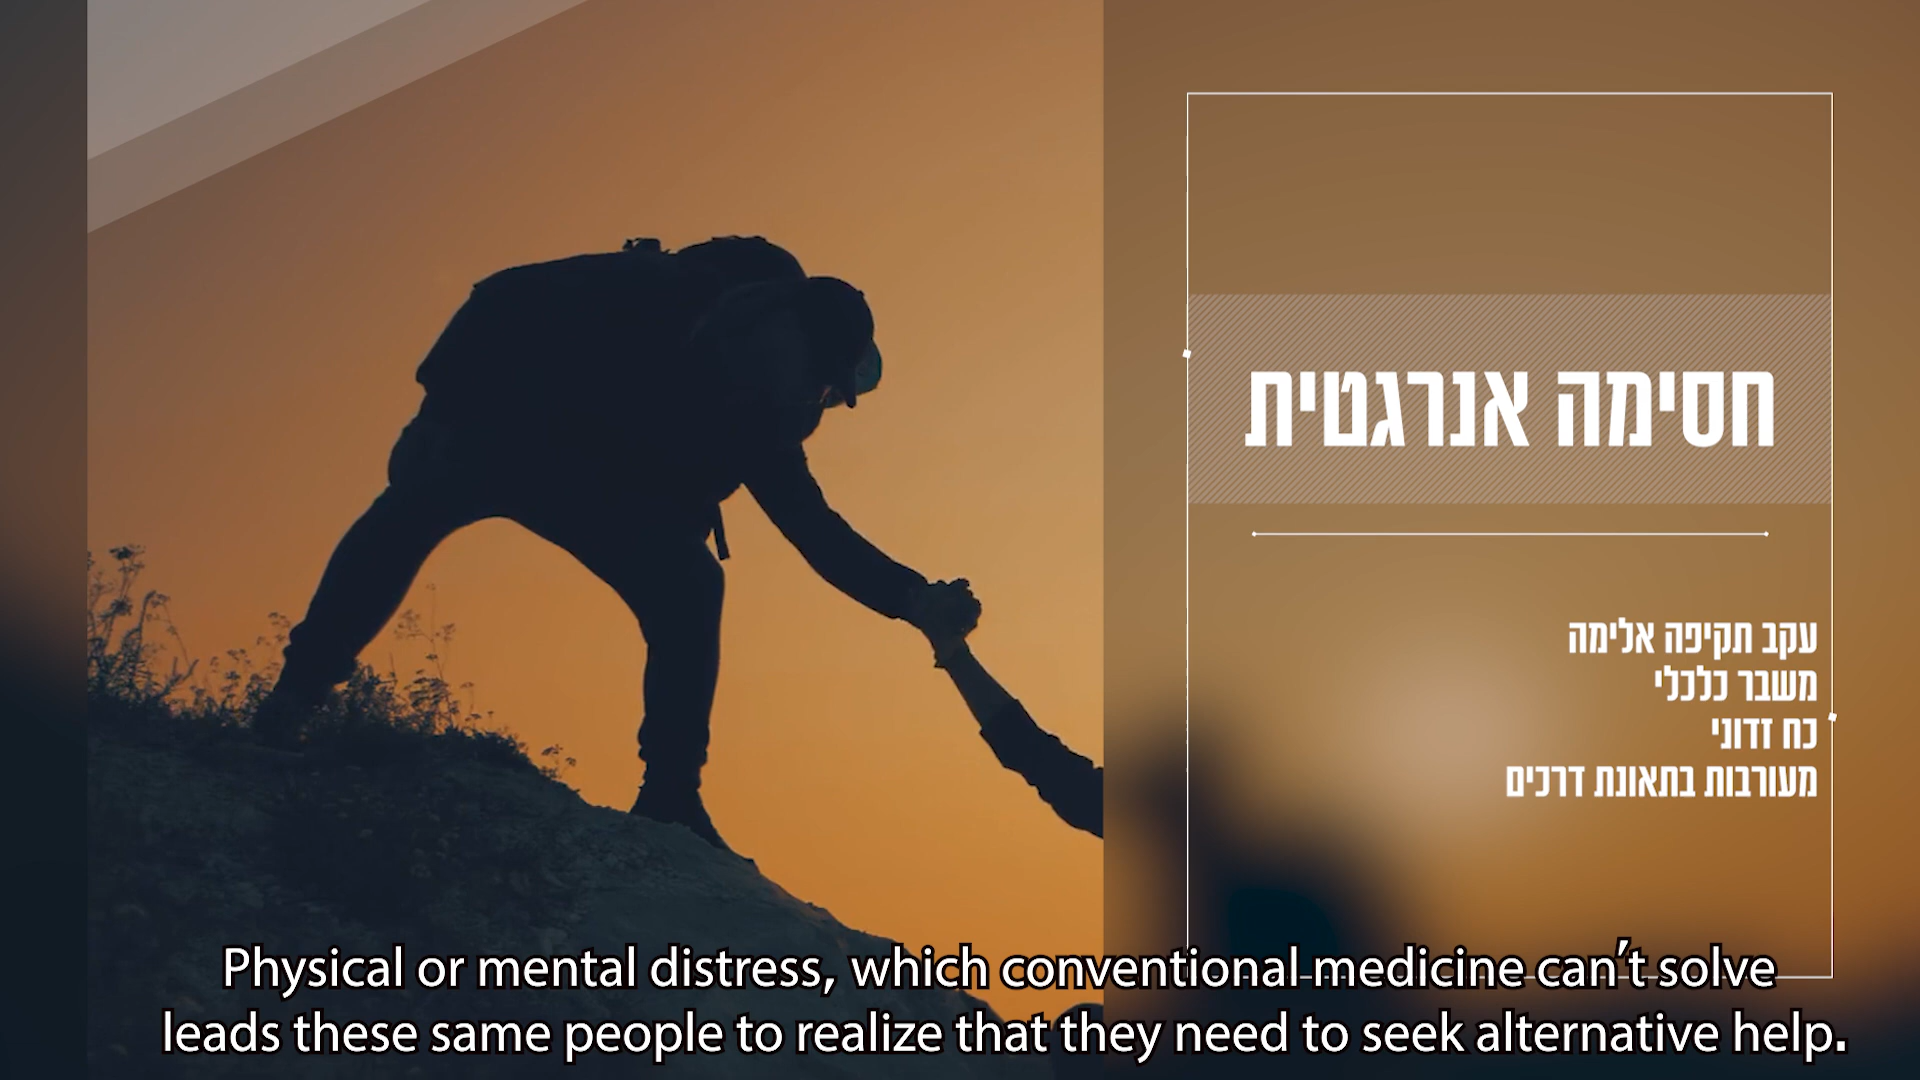 חסימה אנרגטית
עקב תקיפה אלימה
משבר כלכלי
כח זדוני
מעורבות בתאונת דרכים
Physical or mental distress, which conventional medicine can't solve
leads these same people to realize that they need to seek alternative help.